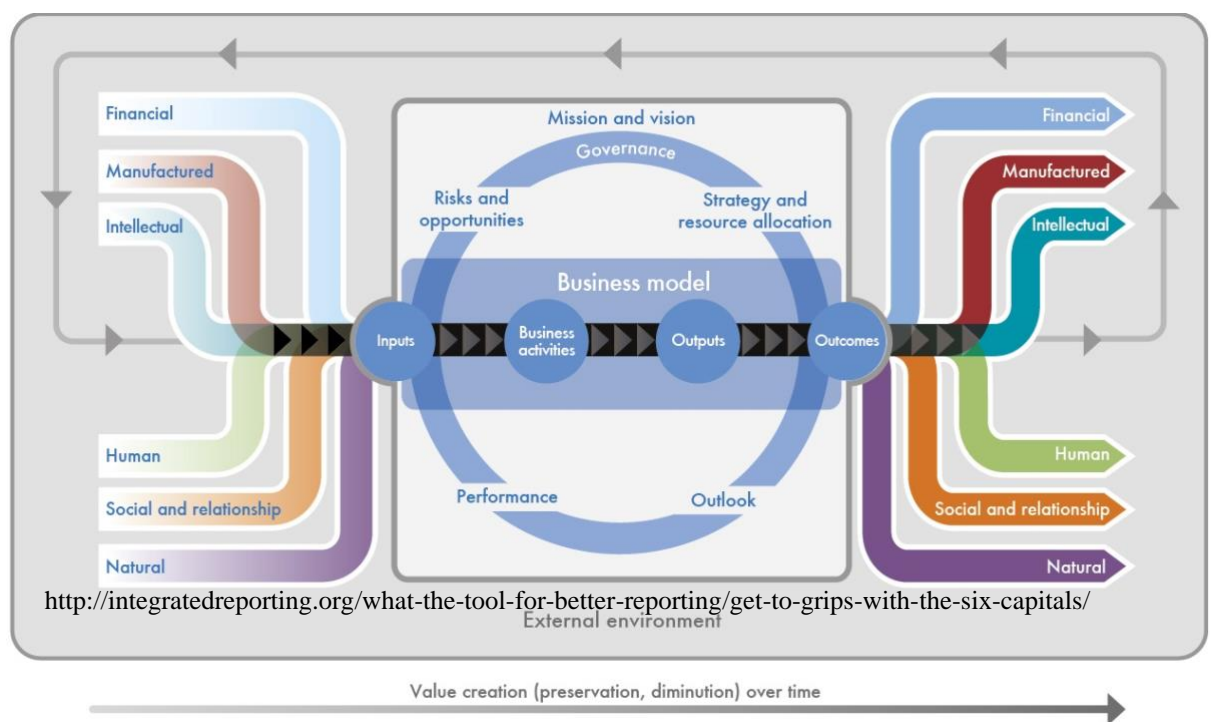 Financial
Manufactured
Intellectual
Human
Social and relationship
Natural
Mission and vision
Governance
Risks and
opportunities
Strategy and
resource allocation
Business model
Inputs
Business
activities
Outputs
Outcomes
Performance
Outlook
Financial
Manufactured
Intellectual
Human
Social and relationship
Natural
http://integratedreporting.org/what-the-tool-for-better-reporting/get-to-grips-with-the-six-capitals/
External environment
Value creation (preservation, diminution) over time